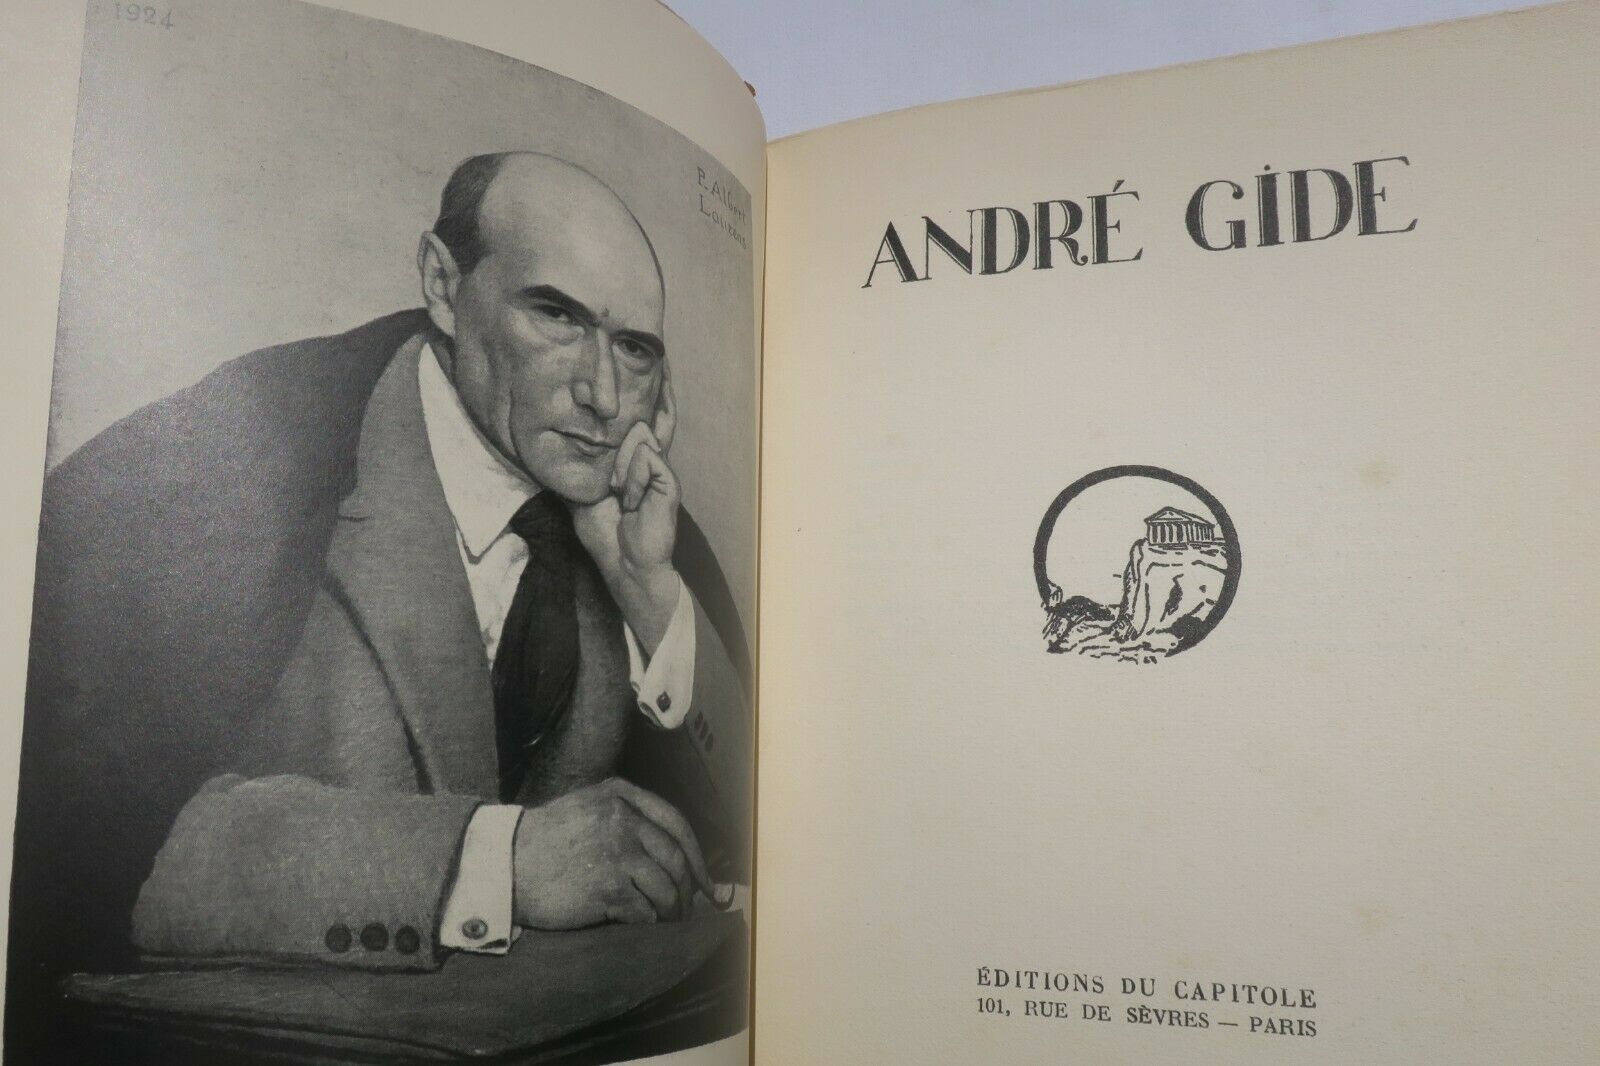 1924
P. Albert
Laurens
ANDRÉ GIDE
ÉDITIONS DU CAPITOLE
101, RUE DE SÈVRES — PARIS